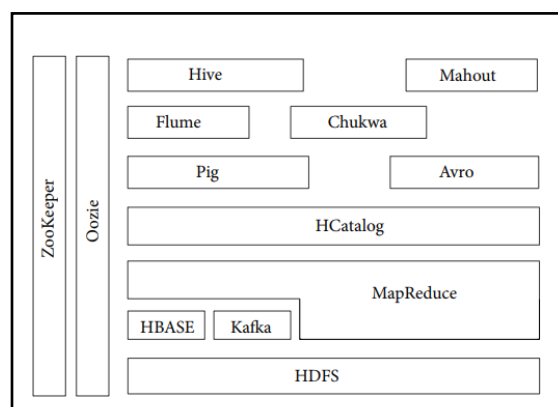 ZooKeeper
Oozie
Hive
Mahout
Flume
Chukwa
Pig
Avro
HCatalog
MapReduce
HBASE
Kafka
HDFS